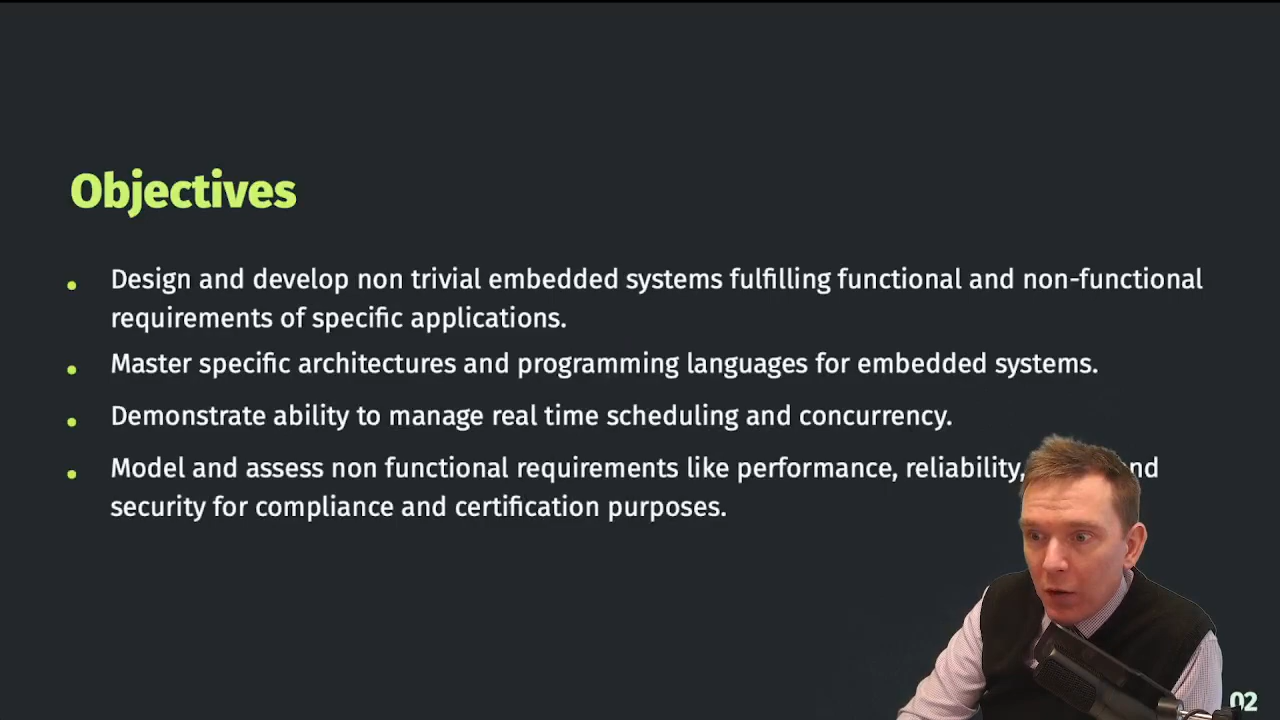 Objectives
Design and develop non trivial embedded systems fulfilling functional and non-functional
requirements of specific applications.
Master specific architectures and programming languages for embedded systems.
Demonstrate ability to manage real time scheduling and concurrency.
Model and assess non functional requirements like performance, reliability,
security for compliance and certification purposes.
02